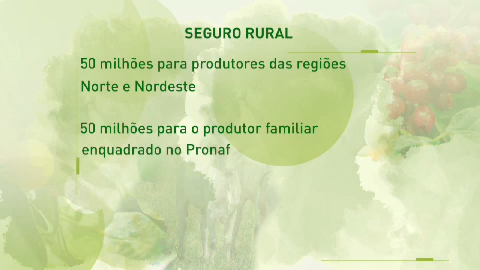 SEGURO RURAL
50 milhões para produtores das regiões
Norte e Nordeste
50 milhões para o produtor familiar
enquadrado no Pronaf